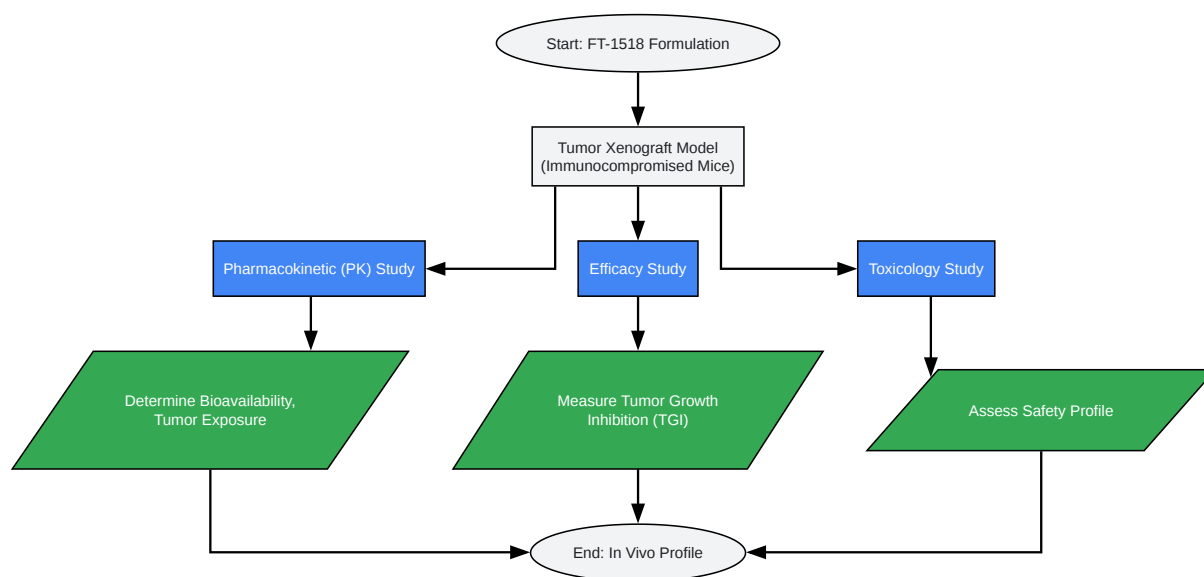 Start: FT-1518 Formulation
Tumor Xenograft Model
(Immunocompromised Mice)
Pharmacokinetic (PK) Study
Efficacy Study
Toxicology Study
Determine Bioavailability,
Tumor Exposure
Measure Tumor Growth
Inhibition (TGI)
Assess Safety Profile
End: In Vivo Profile